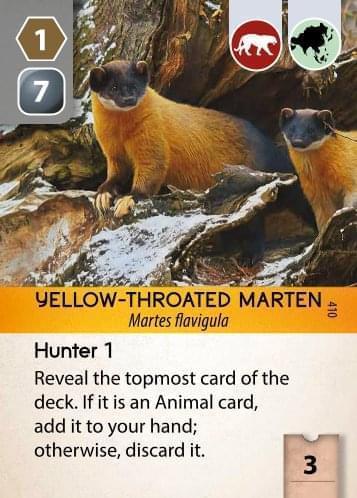 1
7
YELLOW-THROATED MARTEN
410
Martes flavigula
Hunter 1
Reveal the topmost card of the
deck. If it is an Animal card,
add it to your hand;
otherwise, discard it.
3